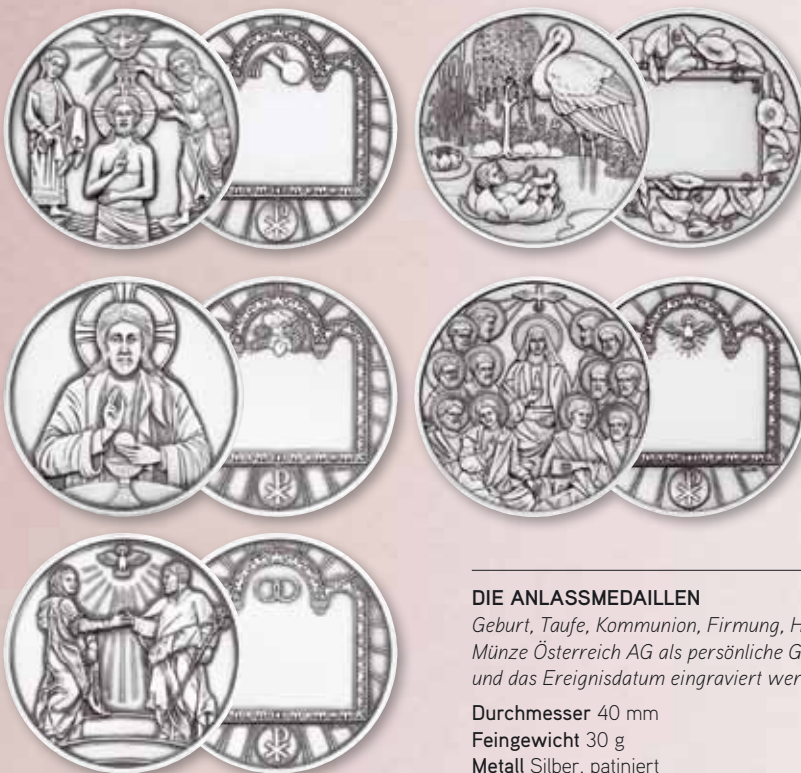 DIE ANLASSMEDAILLEN
Geburt, Taufe, Kommunion, Firmung,
Münze Österreich AG als persönliche
und das Ereignisdatum eingraviert
Durchmesser 40 mm
Feingewicht 30 g
Metall Silber, patiniert